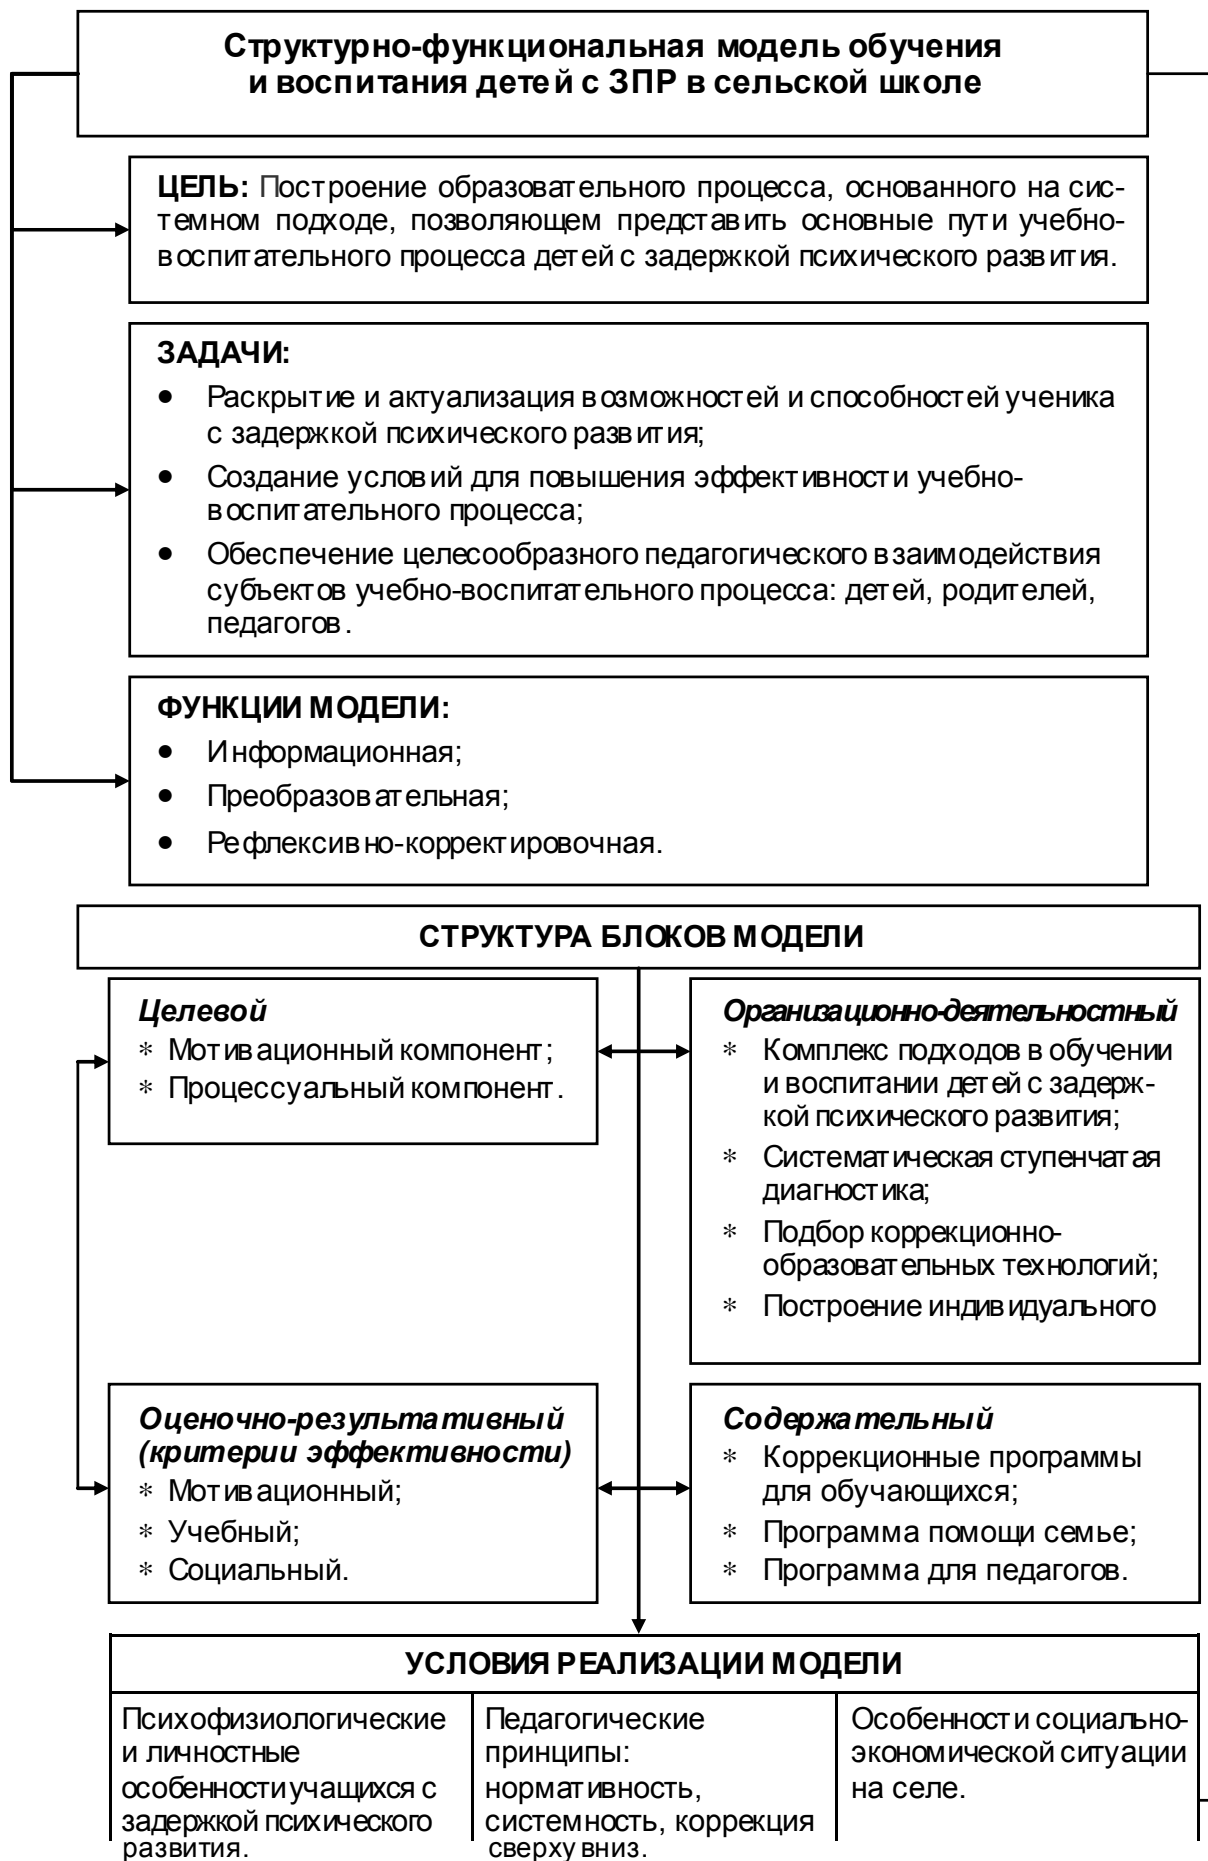 Структурно-функциональная модель обучения
и воспитания детей с ЗПР в сельской школе
ЦЕЛЬ: Построение образовательного процесса, основанного на сис-
темном подходе, позволяющем представить основные пути учебно-
воспитательного процесса детей с задержкой психического развития.
ЗАДАЧИ:
• Раскрытие и актуализация возможностей и способностей ученика
с задержкой психического развития;
• Создание условий для повышения эффективности учебно-
воспитательного процесса;
• Обеспечение целесообразного педагогического взаимодействия
субъектов учебно-воспитательного процесса: детей, родителей,
педагогов.
ФУНКЦИИ МОДЕЛИ:
• Информационная;
• Преобразовательная;
• Рефлексивно-корректировочная.
СТРУКТУРА БЛОКОВ МОДЕЛИ
Целевой
* Мотивационный компонент;
* Процессуальный компонент.
Организационно-деятельностный
* Комплекс подходов в обучении
и воспитании детей с задерж-
кой психического развития;
* Систематическая ступенчатая
диагностика;
* Подбор коррекционно-
образовательных технологий;
* Построение индивидуального
Оценочно-результативный
(критерии эффективности)
* Мотивационный;
* Учебный;
* Социальный.
Содержательный
* Коррекционные программы
для обучающихся;
* Программа помощи семье;
* Программа для педагогов.
УСЛОВИЯ РЕАЛИЗАЦИИ МОДЕЛИ
Психофизиологические
и личностные
особенности учащихся с
задержкой психического
развития.
Педагогические
принципы:
нормативность,
системность, коррекция
сверху вниз.
Особенности социально-
экономической ситуации
на селе.